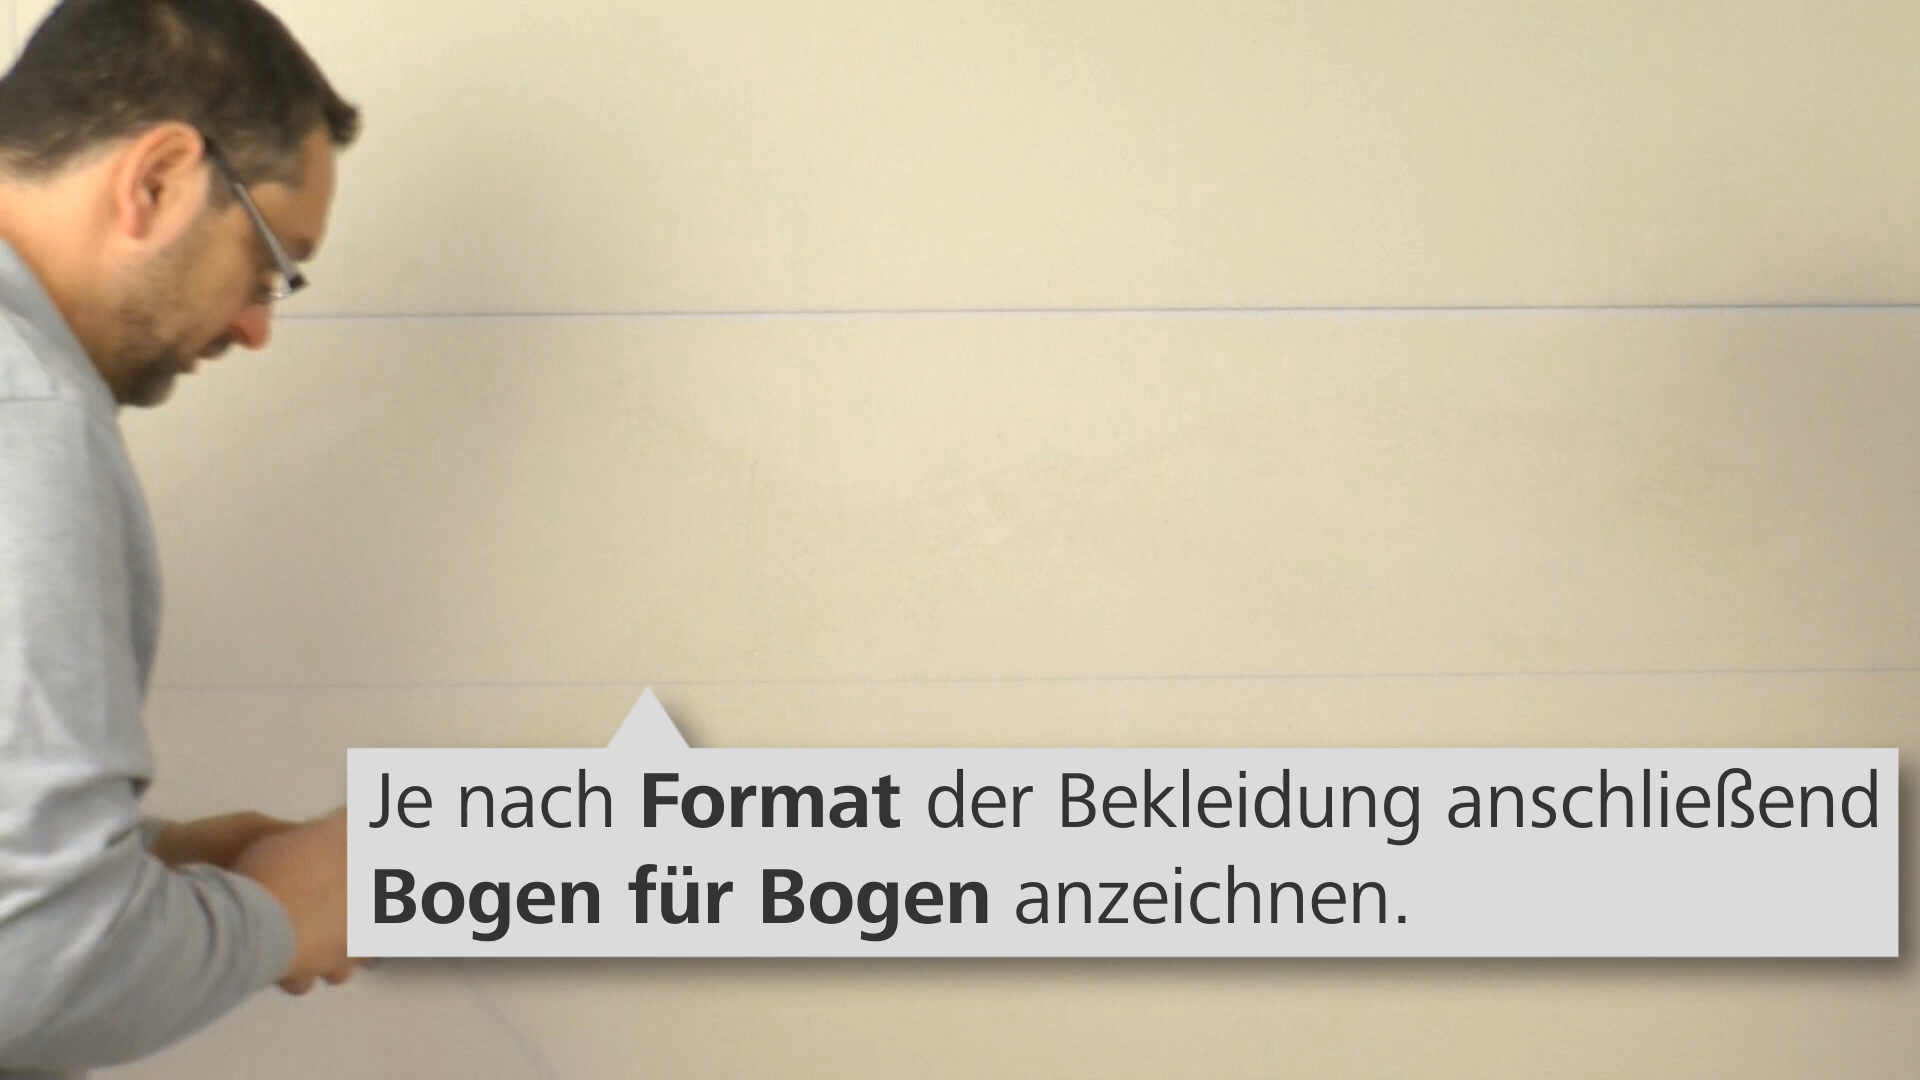 Je nach Format der Bekleidung anschließend
Bogen für Bogen anzeichnen.